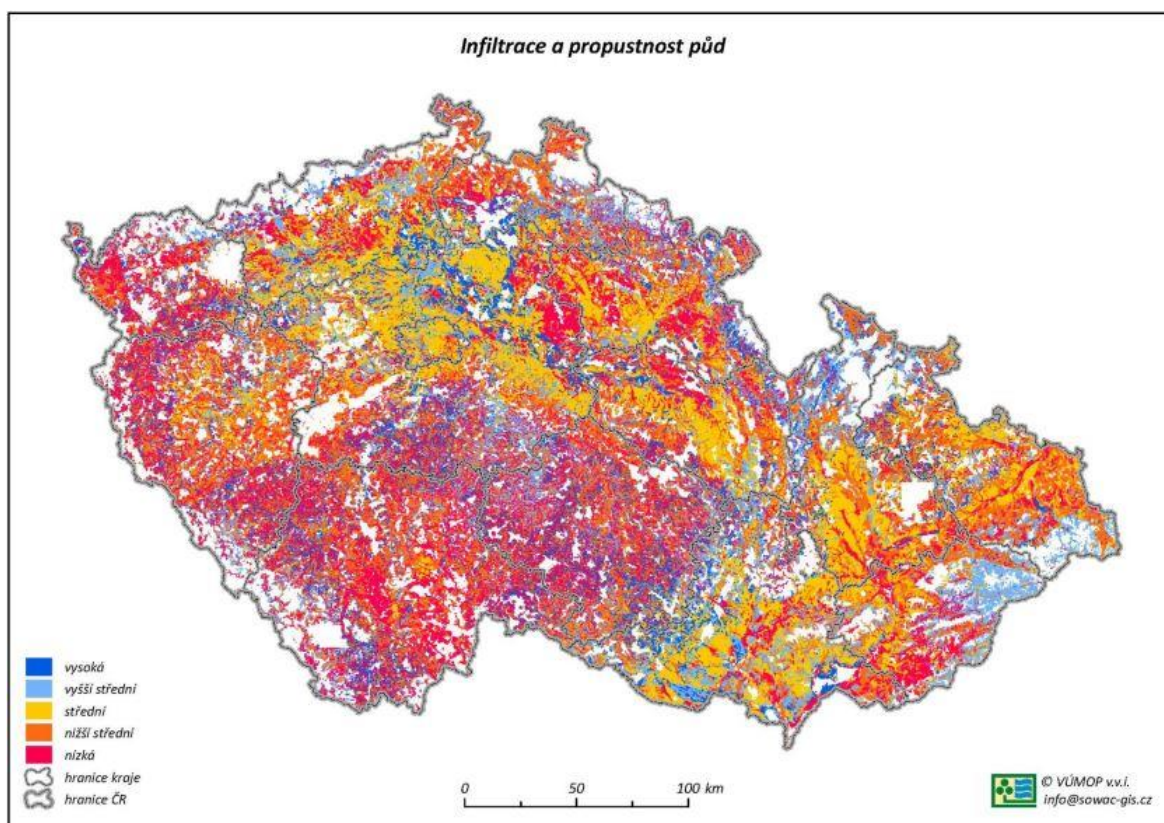 Infiltrace a propustnost půd
vysoká
vyšší střední
střední
nižší střední
nízká
hranice kraje
hranice ČR
0 50 100 km
© VÚMOP v.v.i.
info@sowac-gis.cz